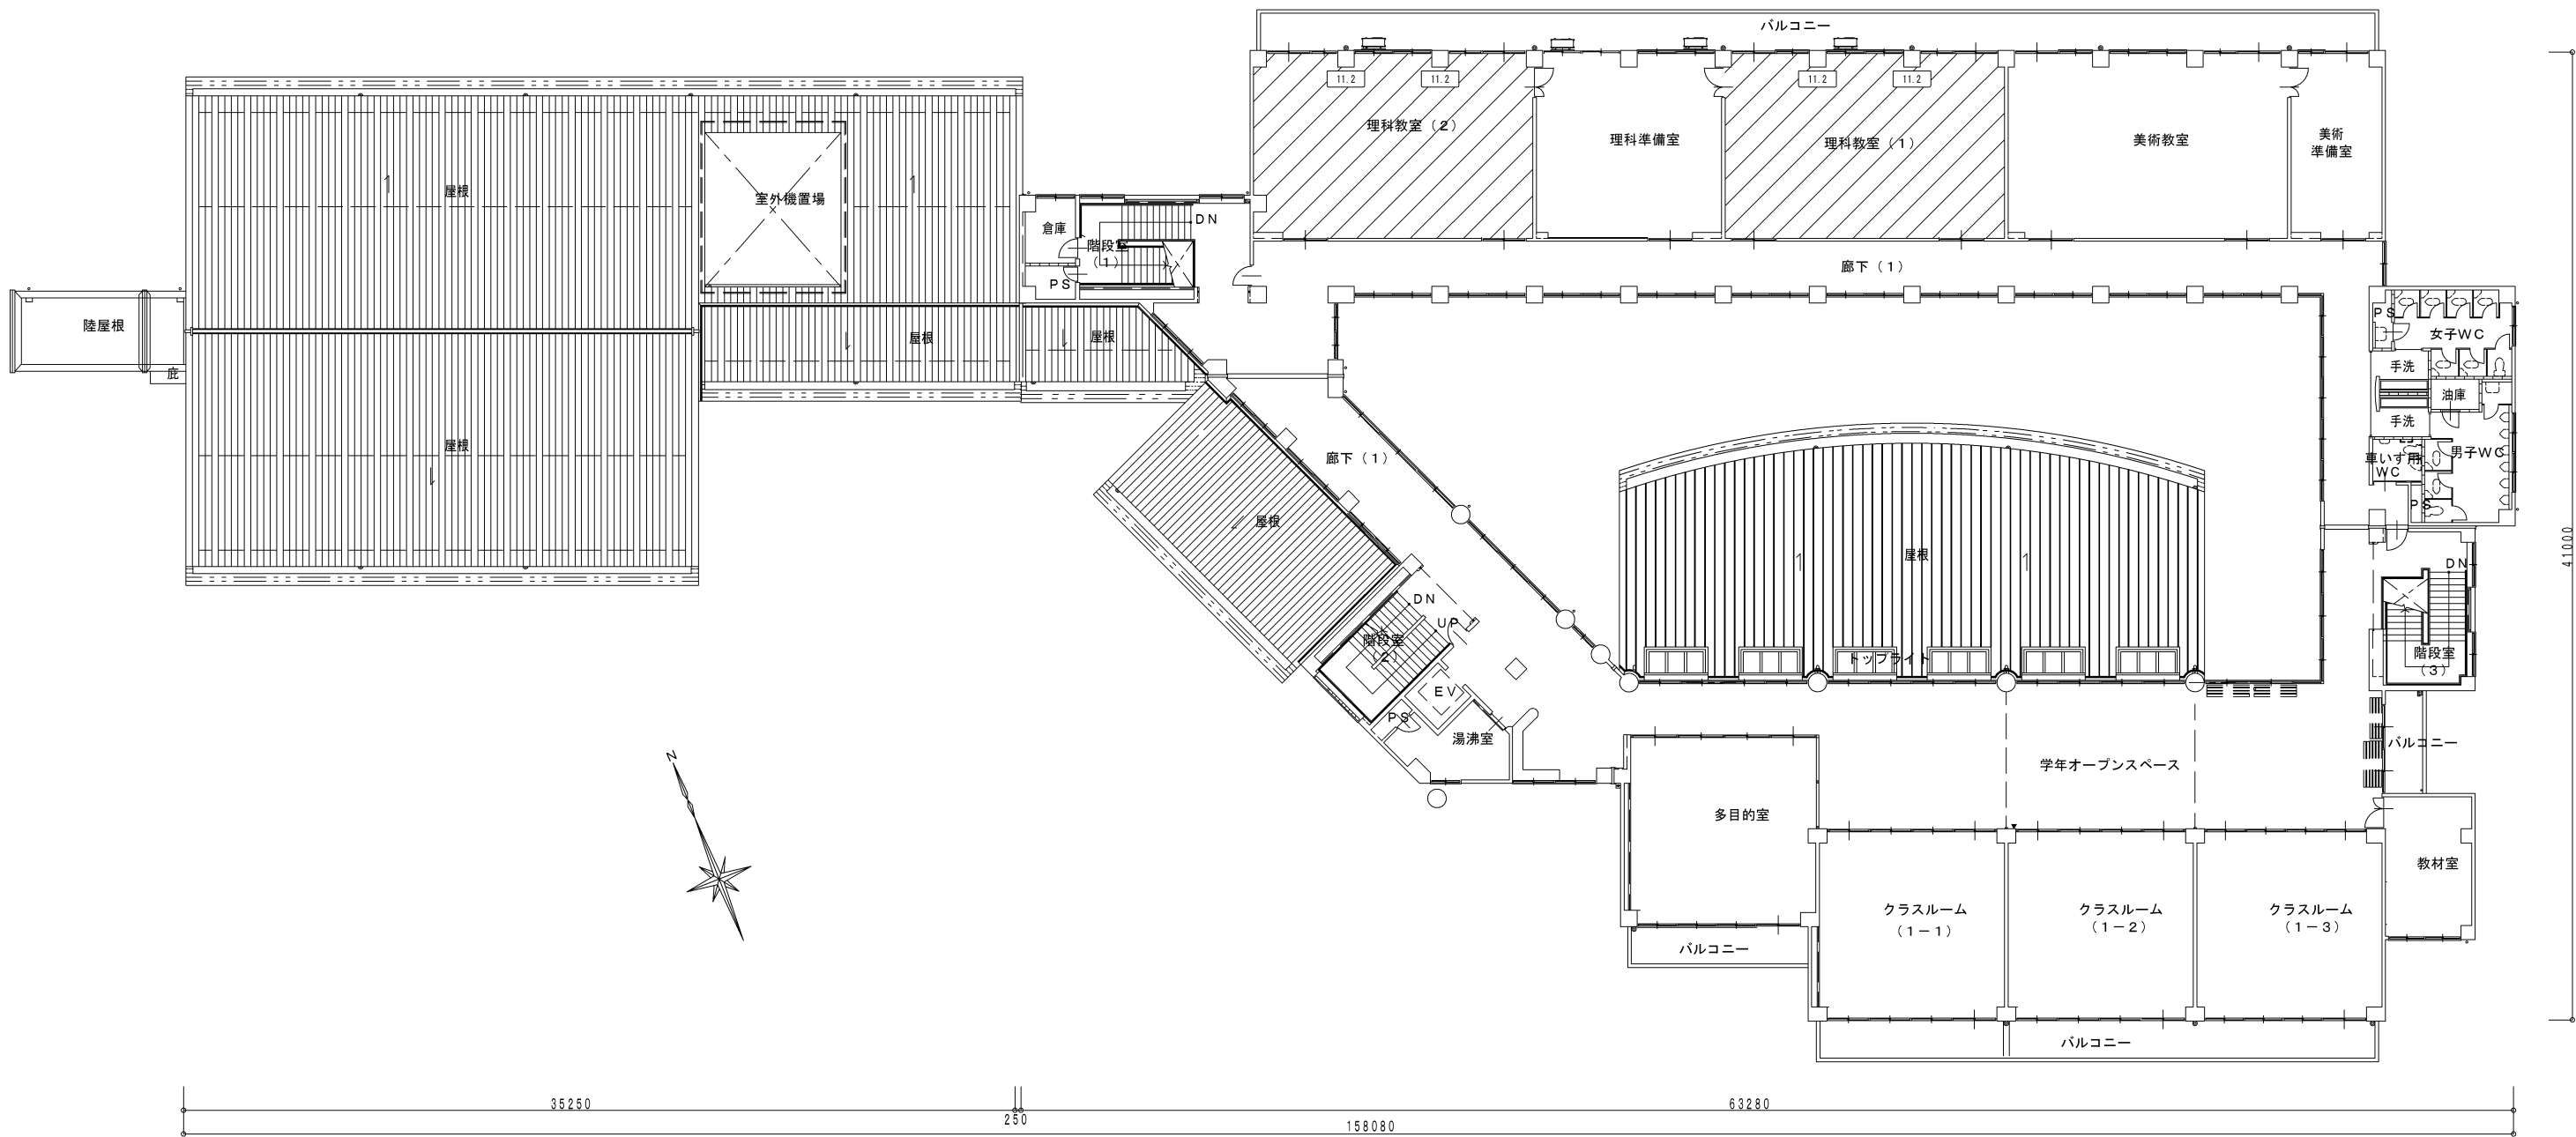 バルコニー
11.2
11.2
11.2
11.2
理科教室（２）
理科準備室
理科教室（１）
美術教室
美術
準備室
屋根
室外機置場
倉庫
階段室
（１）
ＤＮ
ＰＳ
廊下（１）
陸屋根
庇
屋根
屋根
ＰＳ
女子ＷＣ
手洗
油庫
手洗
車いす用
ＷＣ
男子ＷＣ
ＰＳ
屋根
廊下（１）
屋根
屋根
トップライト
ＤＮ
階段室
（３）
ＤＮ
ＵＰ
階段室
（２）
ＥＶ
ＰＳ
湯沸室
バルコニー
学年オープンスペース
多目的室
教材室
クラスルーム
（１－１）
クラスルーム
（１－２）
クラスルーム
（１－３）
バルコニー
バルコニー
N
41000
35250
250
63280
158080